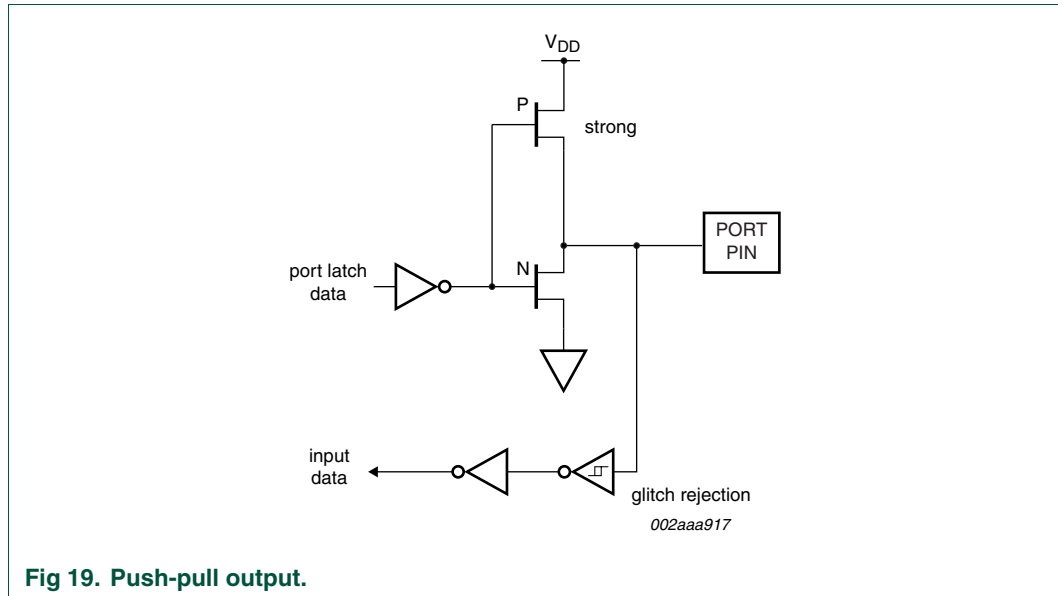 VDD
P
strong
PORT
PIN
N
port latch
data
input
data
glitch rejection
002aaa917
Fig 19. Push-pull output.